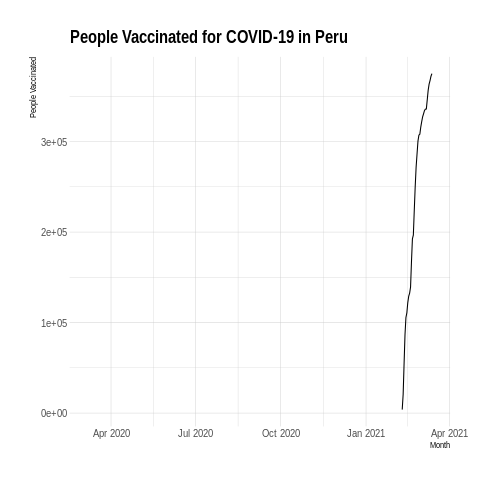 People Vaccinated for COVID-19 in Peru
People Vaccinated
3e+05
2e+05
1e+05
0e+00
Apr 2020 Jul 2020 Oct 2020 Jan 2021 Apr 2021
Month